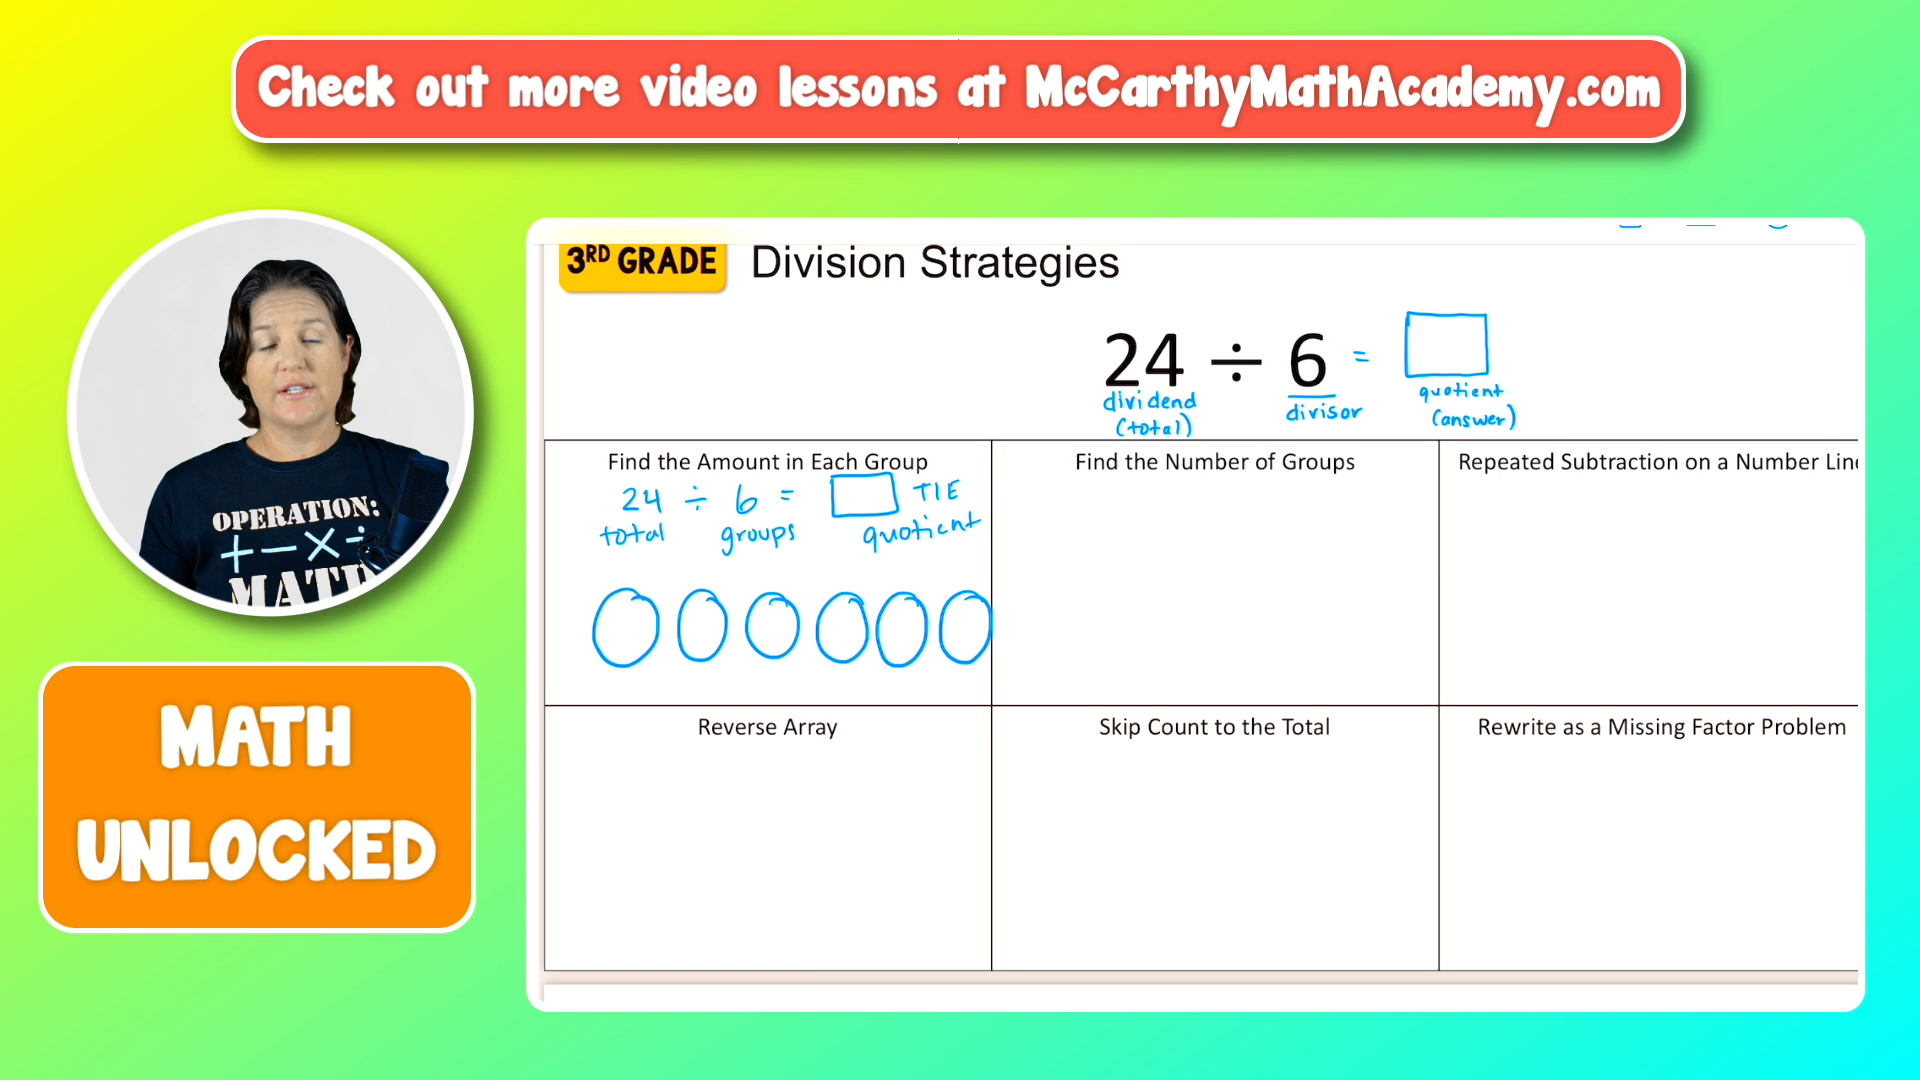 Check out more video lessons at McCarthyMathAcademy.com
3RD GRADE Division Strategies
24 ÷ 6 =
dividend
(total)
divisor
quotient
(answer)
Find the Amount in Each Group
24 ÷ 6 = TIE
total groups quotient
Find the Number of Groups
Repeated Subtraction on a Number Line
Reverse Array
Skip Count to the Total
Rewrite as a Missing Factor Problem
OPERATION:
+ − × ÷
MATH
MATH
UNLOCKED